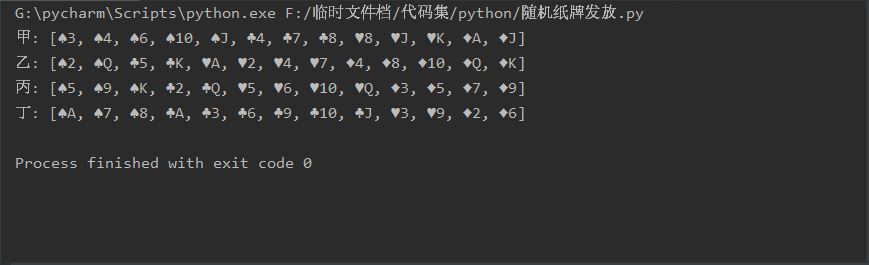 G:\pycharm\Scripts\python.exe F:/临时文件档/代码集/python/随机纸牌发放.py
甲: [♠3, ♠4, ♠6, ♠10, ♠J, ♣4, ♣7, ♣8, ♥8, ♥J, ♥K, ♦A, ♦J]
乙: [♠2, ♠Q, ♣5, ♣K, ♥A, ♥2, ♥4, ♥7, ♦4, ♦8, ♦10, ♦Q, ♦K]
丙: [♠5, ♠9, ♠K, ♣2, ♣Q, ♥5, ♥6, ♥10, ♥Q, ♦3, ♦5, ♦7, ♦9]
丁: [♠A, ♠7, ♠8, ♣A, ♣3, ♣6, ♣9, ♣10, ♣J, ♥3, ♥9, ♦2, ♦6]
Process finished with exit code 0